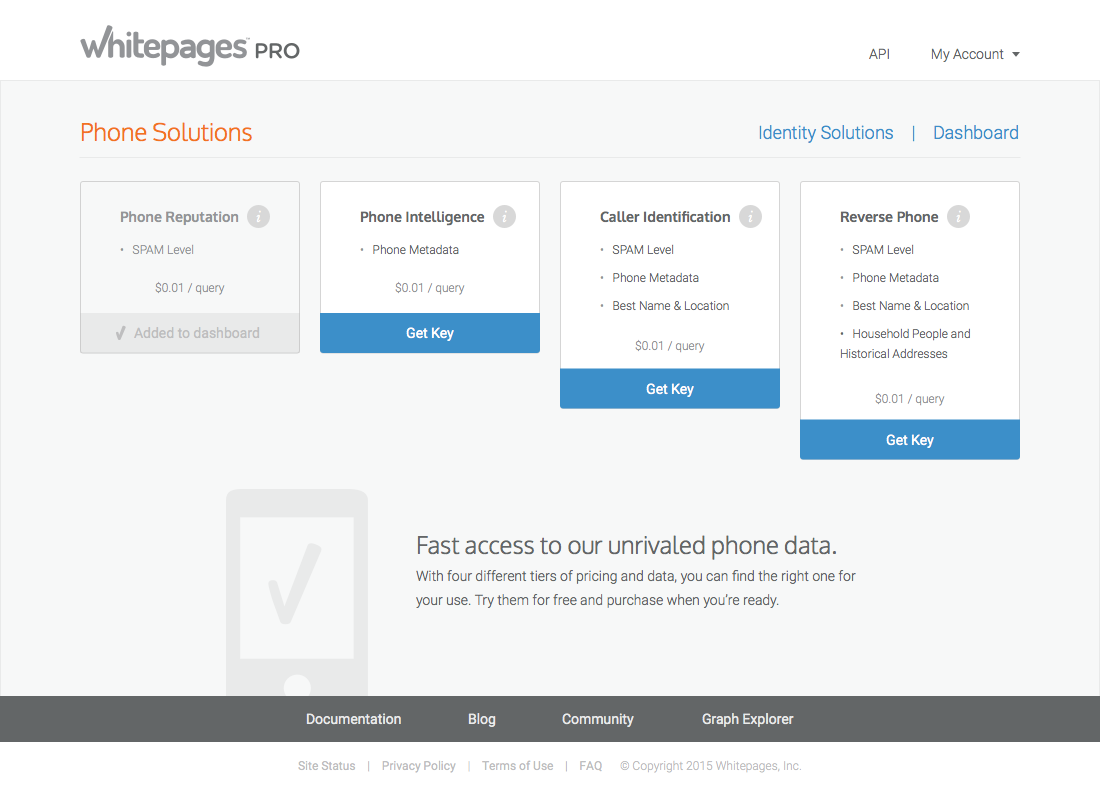 whitepages™ PRO
API My Account
Phone Solutions
Identity Solutions | Dashboard
Phone Reputation i
• SPAM Level
$0.01 / query
✓ Added to dashboard
Phone Intelligence i
• Phone Metadata
$0.01 / query
Get Key
Caller Identification i
• SPAM Level
• Phone Metadata
• Best Name & Location
$0.01 / query
Get Key
Reverse Phone i
• SPAM Level
• Phone Metadata
• Best Name & Location
• Household People and
Historical Addresses
$0.01 / query
Get Key
Fast access to our unrivaled phone data.
With four different tiers of pricing and data, you can find the right one for
your use. Try them for free and purchase when you're ready.
Documentation Blog Community Graph Explorer
Site Status | Privacy Policy | Terms of Use | FAQ © Copyright 2015 Whitepages, Inc.